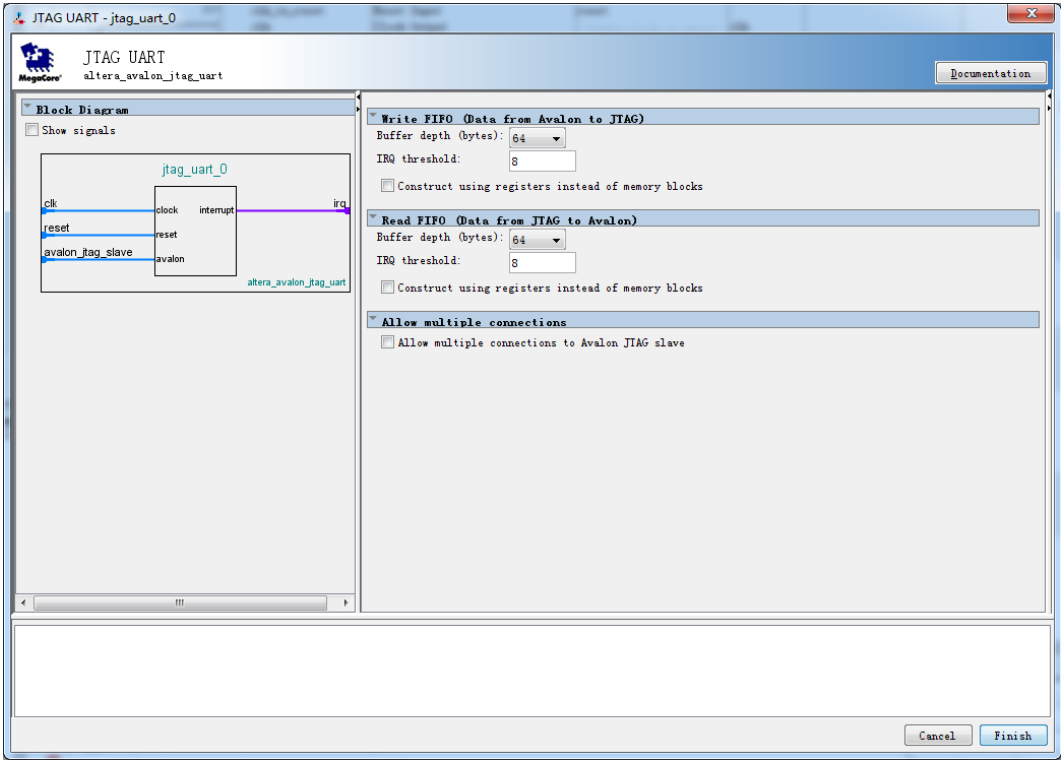 JTAG UART - jtag_uart_0
MegaCore'
JTAG UART
altera_avalon_jtag_uart
Documentation
Block Diagram
Show signals
jtag_uart_0
clk
clock
interrupt
irq
reset
reset
avalon_jtag_slave
avalon
altera_avalon_jtag_uart
Write FIFO (Data from Avalon to JTAG)
Buffer depth (bytes): 64
IRQ threshold: 8
Construct using registers instead of memory blocks
Read FIFO (Data from JTAG to Avalon)
Buffer depth (bytes): 64
IRQ threshold: 8
Construct using registers instead of memory blocks
Allow multiple connections
Allow multiple connections to Avalon JTAG slave
Cancel
Finish